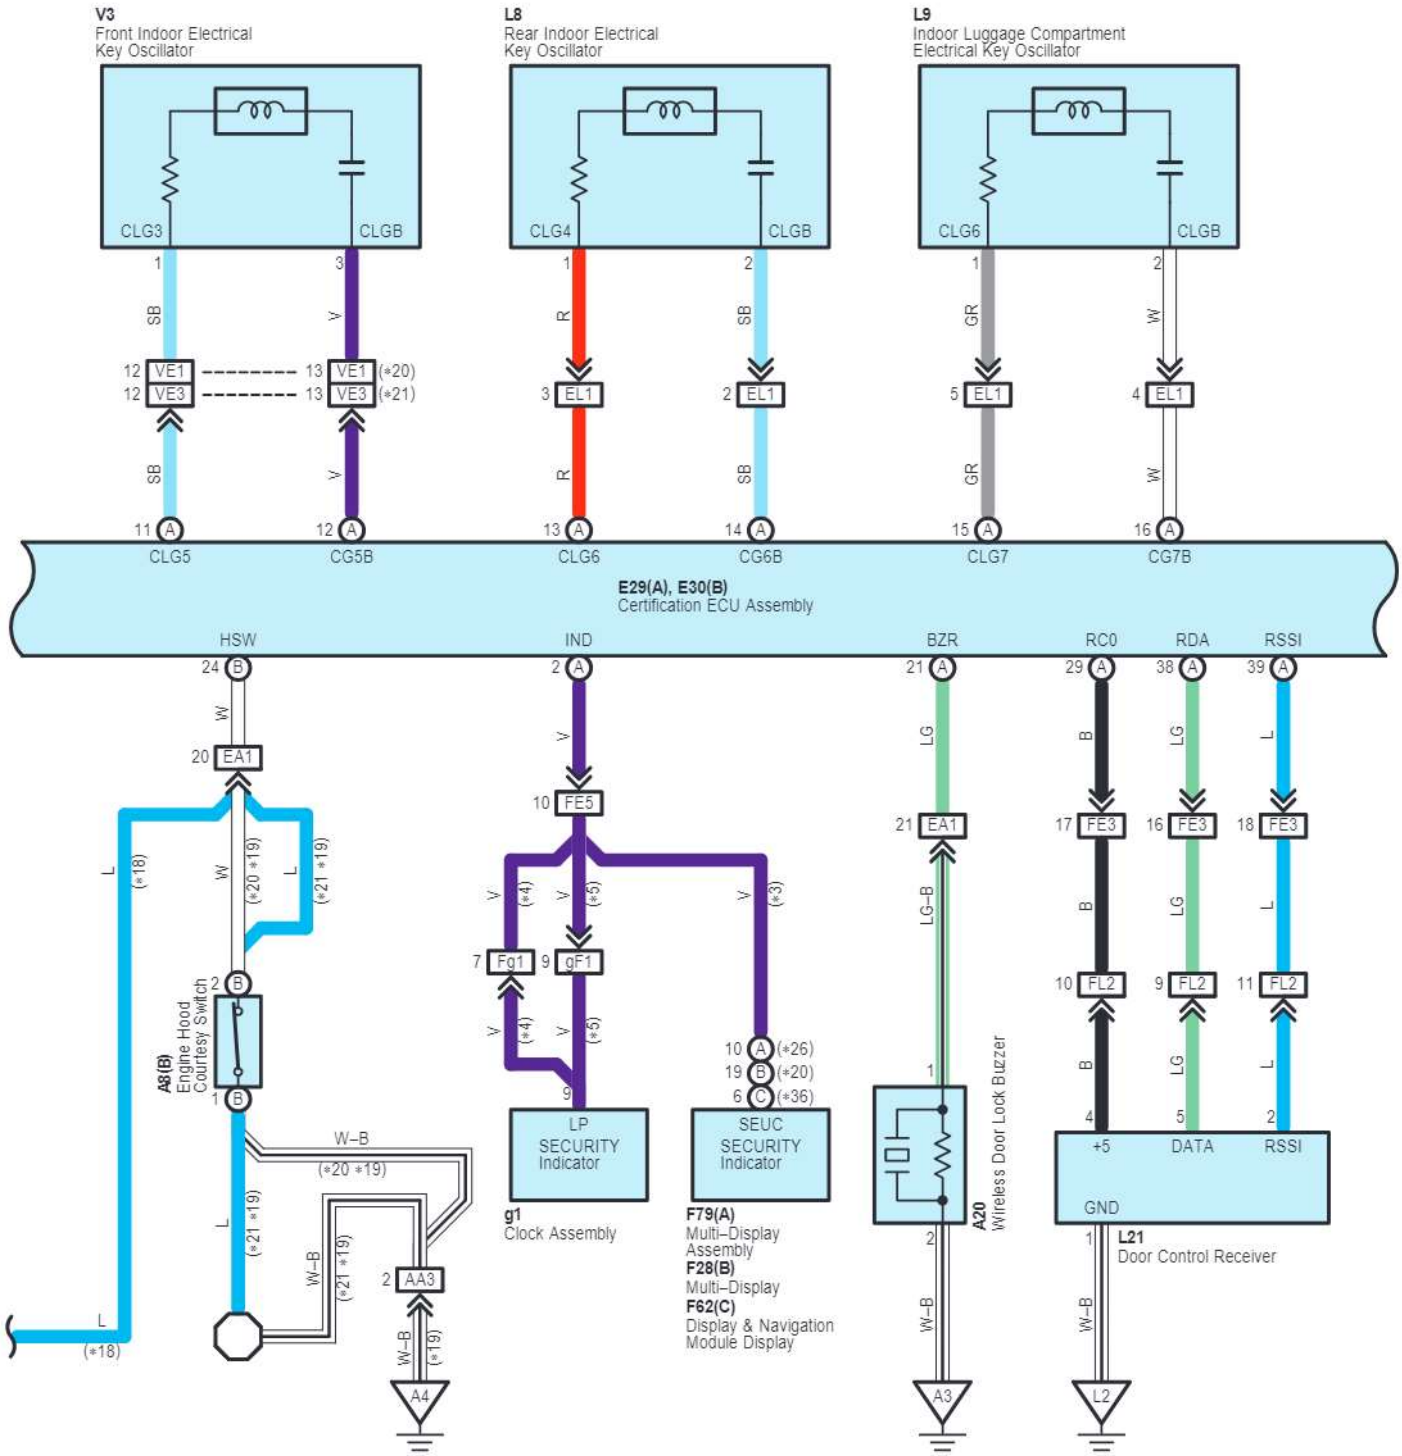 V3
Front Indoor Electrical
Key Oscillator
L8
Rear Indoor Electrical
Key Oscillator
L9
Indoor Luggage Compartment
Electrical Key Oscillator
CLG3 CLGB
CLG4 CLGB
CLG6 CLGB
1 3 1 2 1 2
SB V R SB GR W
12 VE1 13 VE1 (*20)
12 VE3 13 VE3 (*21)
3 EL1 2 EL1 5 EL1 4 EL1
SB V R SB GR W
11 A 12 A 13 A 14 A 15 A 16 A
CLG5 CG5B CLG6 CG6B CLG7 CG7B
E29(A), E30(B)
Certification ECU Assembly
HSW IND BZR RC0 RDA RSSI
24 B 2 A 21 A 29 A 38 A 39 A
W V LG B LG L
20 EA1
10 FE5
21 EA1 17 FE3 16 FE3 18 FE3
L
(*18)
W
(*20 *19)
L
(*21 *19)
V
(*4)
V
(*5)
V
(*3)
LG–B B LG L
7 Fg1 9 gF1
10 FL2 9 FL2 11 FL2
2 B
A8(B)
Engine Hood
Courtesy Switch
1 B
V
(*4)
V
(*5)
10 A (*26)
19 B (*20)
6 C (*36)
B LG L
9
1
4 5 2
LP
SECURITY
Indicator
SEUC
SECURITY
Indicator
+5 DATA RSSI
GND
g1
Clock Assembly
F79(A)
Multi–Display
Assembly
F28(B)
Multi–Display
F62(C)
Display & Navigation
Module Display
A20
Wireless Door Lock Buzzer
L21
Door Control Receiver
W–B
(*20 *19)
L
(*21 *19)
W–B
(*21 *19)
2 AA3
2
1
L
(*18)
W–B
(*19)
W–B
W–B
A4 A3 L2